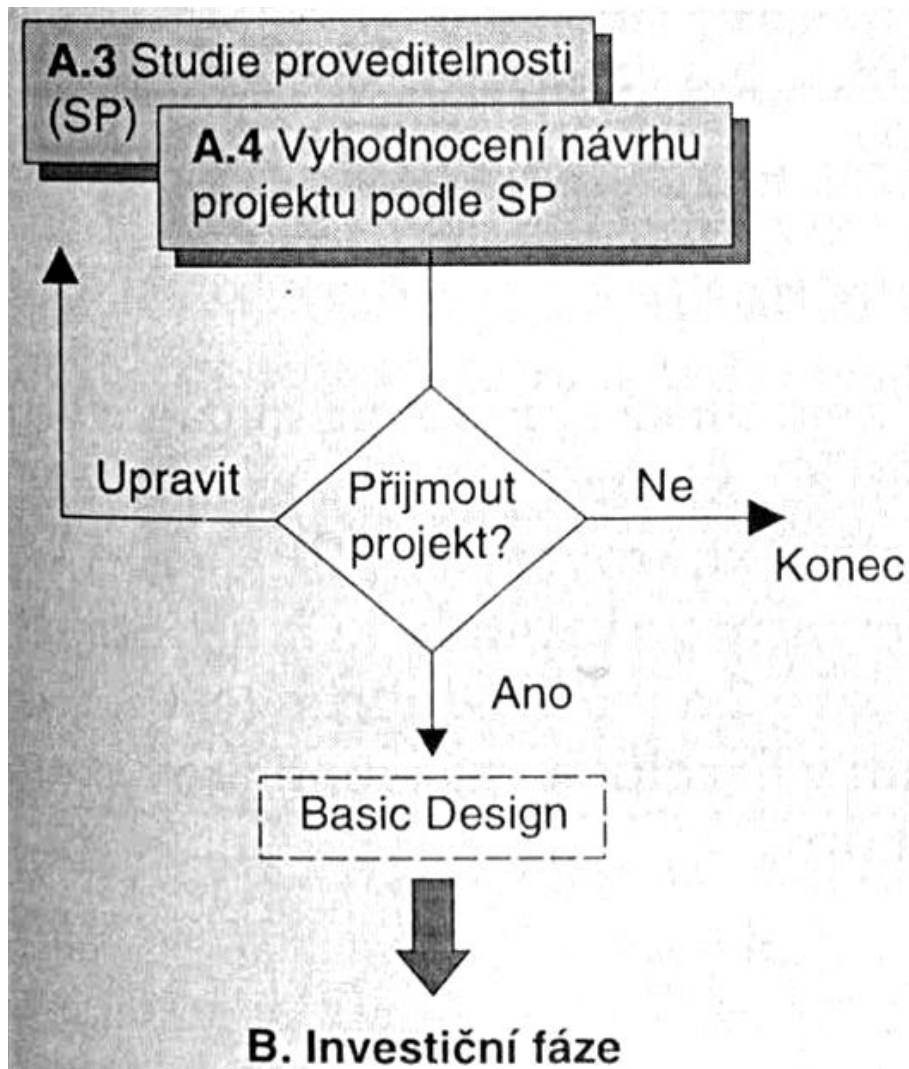 A.3 Studie proveditelnosti
(SP)
A.4 Vyhodnocení návrhu
projektu podle SP
Upravit
Přijmout
projekt?
Ne
Konec
Ano
Basic Design
B. Investiční fáze